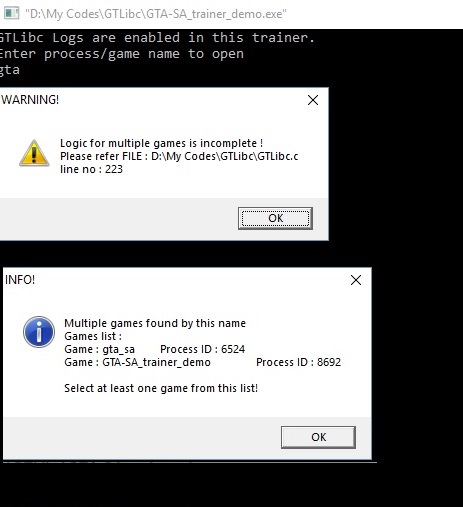 "D:\My Codes\GTLibc\GTA-SA_trainer_demo.exe"
GTLibc Logs are enabled in this trainer.
Enter process/game name to open
gta
WARNING!
Logic for multiple games is incomplete !
Please refer FILE : D:\My Codes\GTLibc\GTLibc.c
line no : 223
OK
INFO!
Multiple games found by this name
Games list :
Game : gta_sa Process ID : 6524
Game : GTA-SA_trainer_demo Process ID : 8692
Select at least one game from this list!
OK